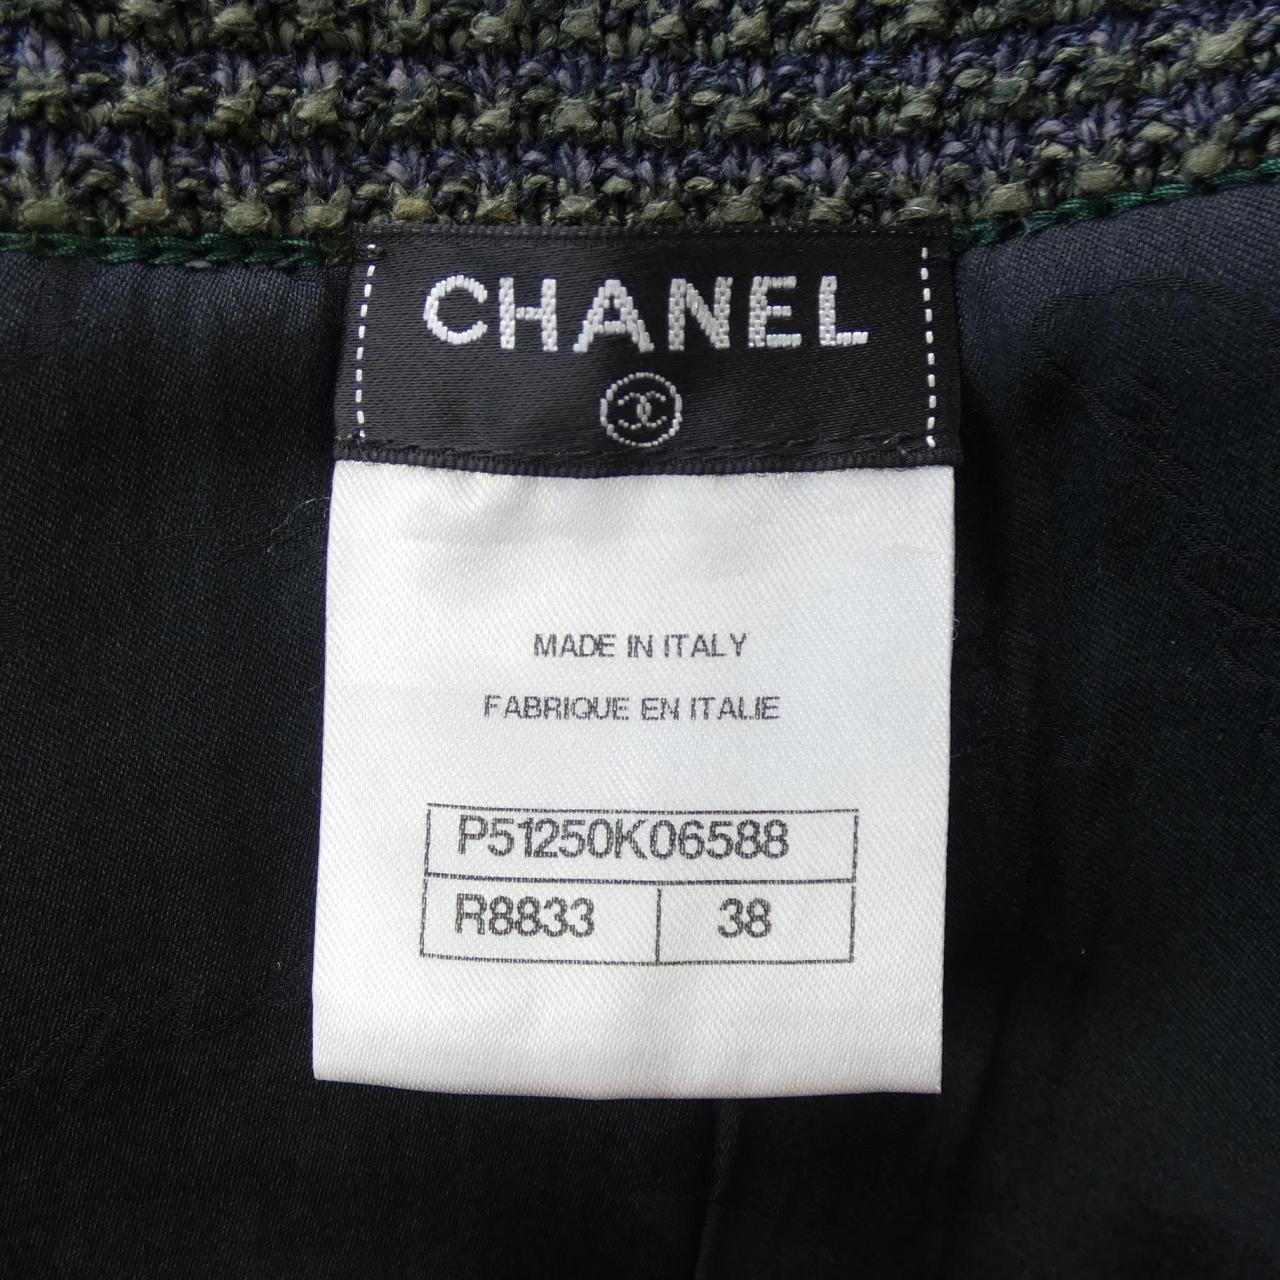 CHANEL
MADE IN ITALY
FABRIQUE EN ITALIE
P51250K06588
R8833 38